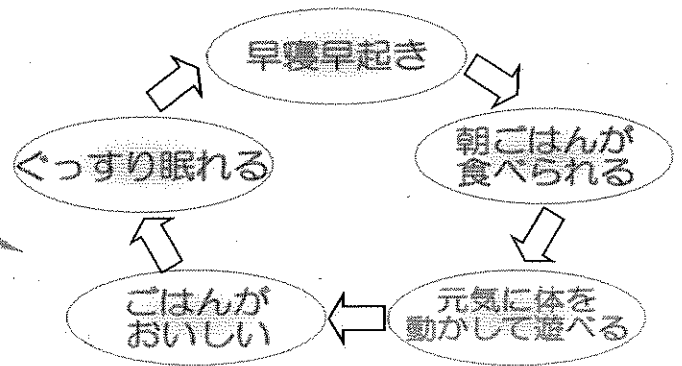 早寝早起き
朝ごはんが
食べられる
元気に体を
動かして遊べる
ごはんが
おいしい
ぐっすり眠れる